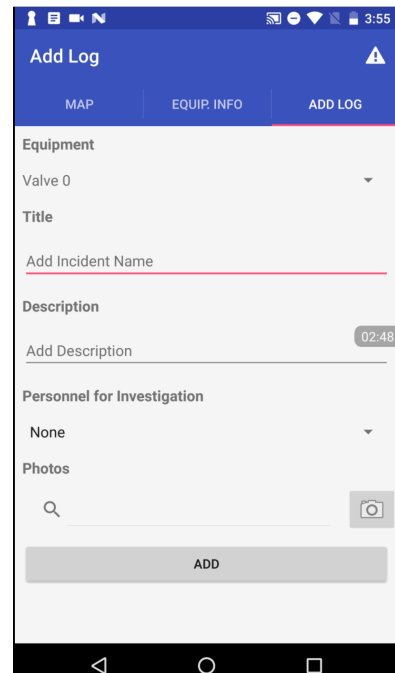 3:55
Add Log
MAP EQUIP. INFO ADD LOG
Equipment
Valve 0
Title
Add Incident Name
Description
02:48
Add Description
Personnel for Investigation
None
Photos
ADD